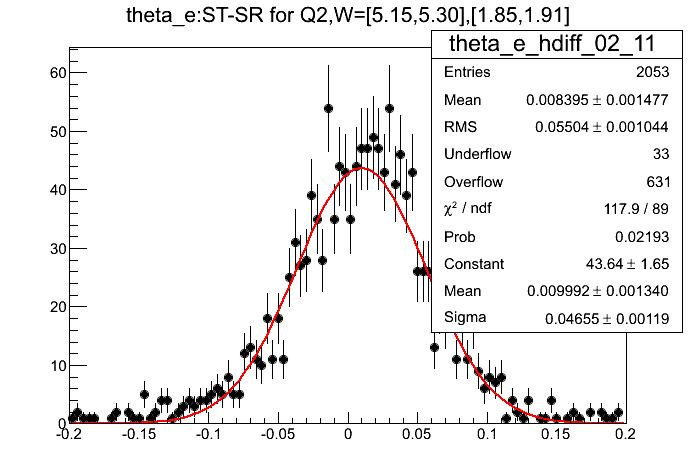 theta_e:ST-SR for Q2,W=[5.15,5.30],[1.85,1.91]
theta_e_hdiff_02_11
Entries 2053
Mean 0.008395 ± 0.001477
RMS 0.05504 ± 0.001044
Underflow 33
Overflow 631
χ² / ndf 117.9 / 89
Prob 0.02193
Constant 43.64 ± 1.65
Mean 0.009992 ± 0.001340
Sigma 0.04655 ± 0.00119
60
50
40
30
20
10
0
-0.2 -0.15 -0.1 -0.05 0 0.05 0.1 0.15 0.2